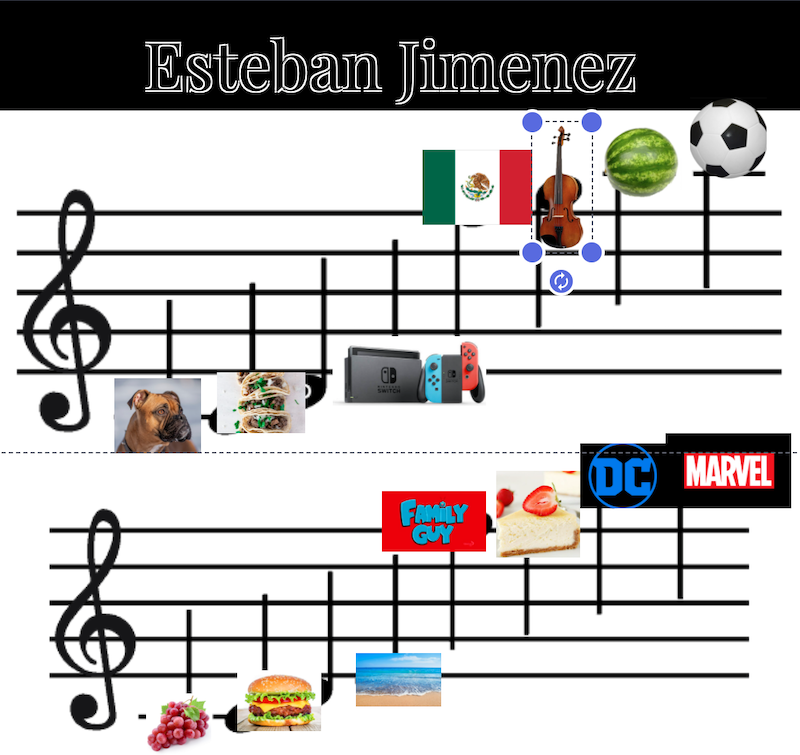 Esteban Jimenez
NINTENDO
SWITCH
FAMILY
GUY
DC
MARVEL